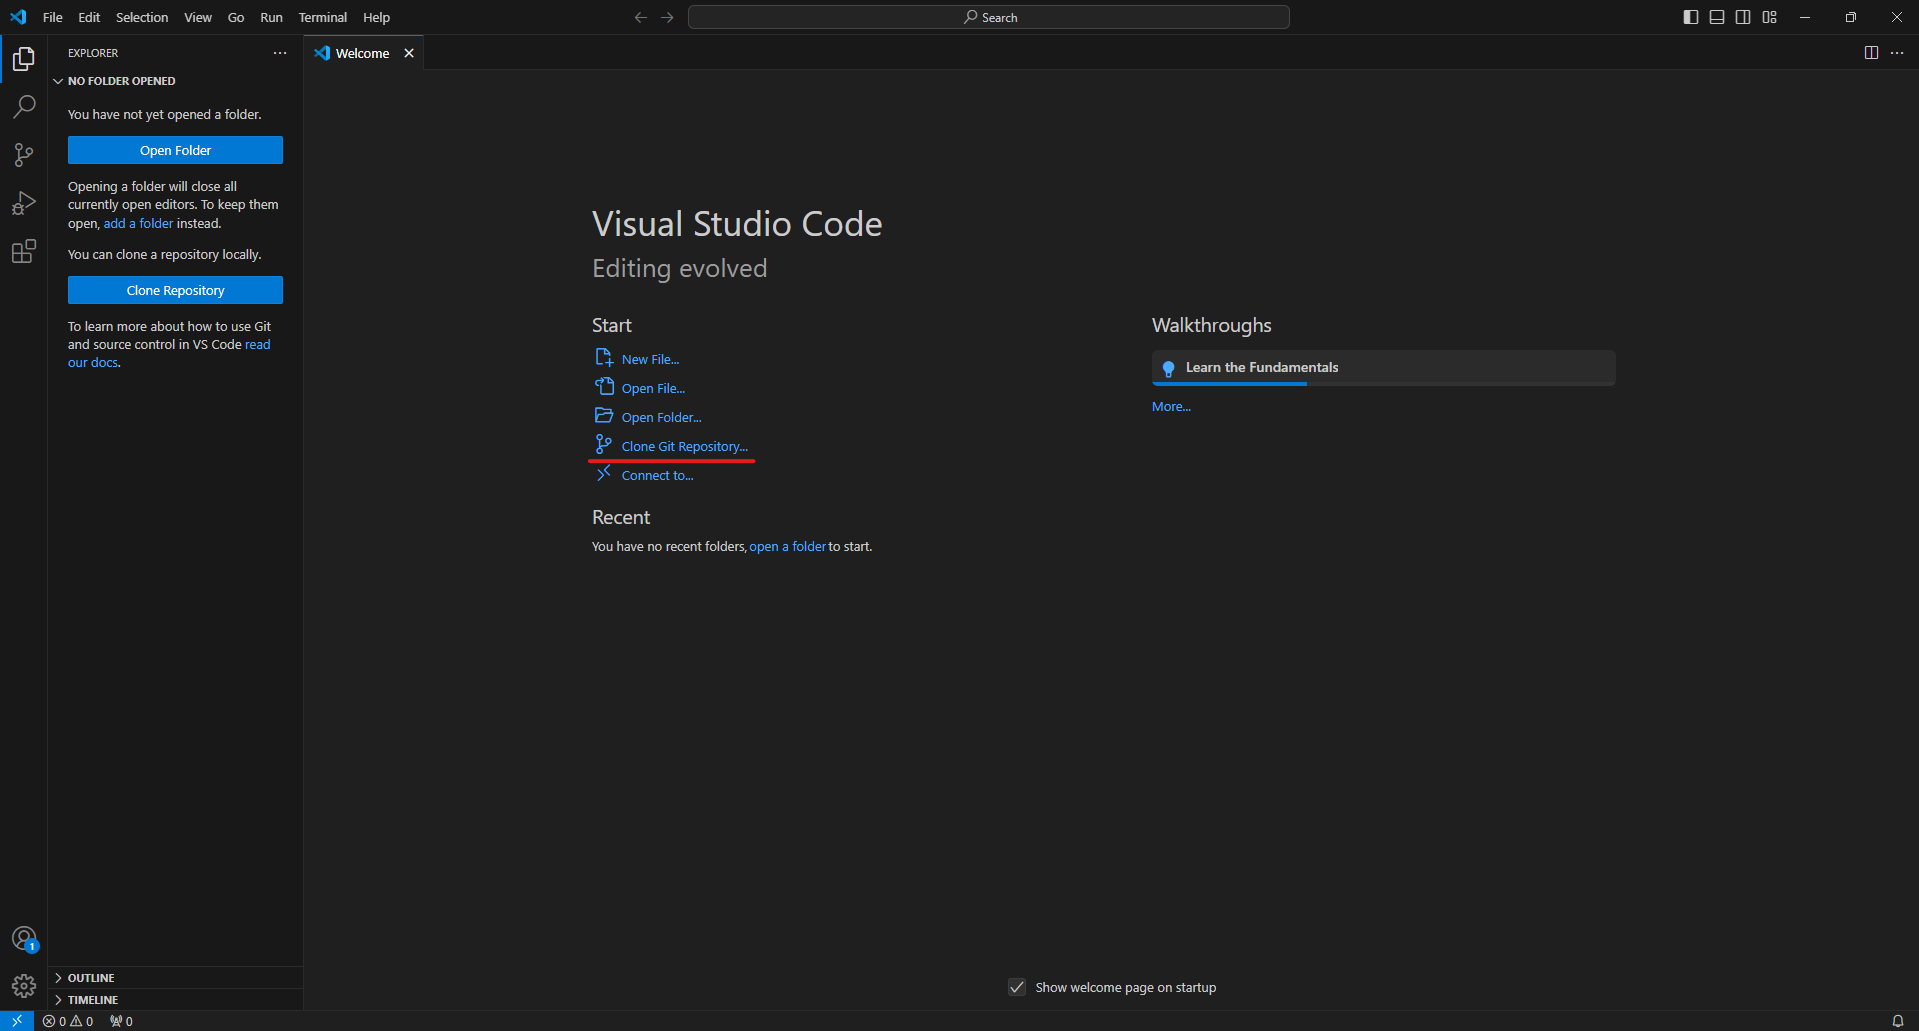 File Edit Selection View Go Run Terminal Help
Search
EXPLORER
Welcome
NO FOLDER OPENED
You have not yet opened a folder.
Open Folder
Opening a folder will close all
currently open editors. To keep them
open, add a folder instead.
You can clone a repository locally.
Clone Repository
To learn more about how to use Git
and source control in VS Code read
our docs.
Visual Studio Code
Editing evolved
Start
New File...
Open File...
Open Folder...
Clone Git Repository...
Connect to...
Recent
You have no recent folders, open a folder to start.
Walkthroughs
Learn the Fundamentals
More...
1
OUTLINE
TIMELINE
Show welcome page on startup
0 0 0